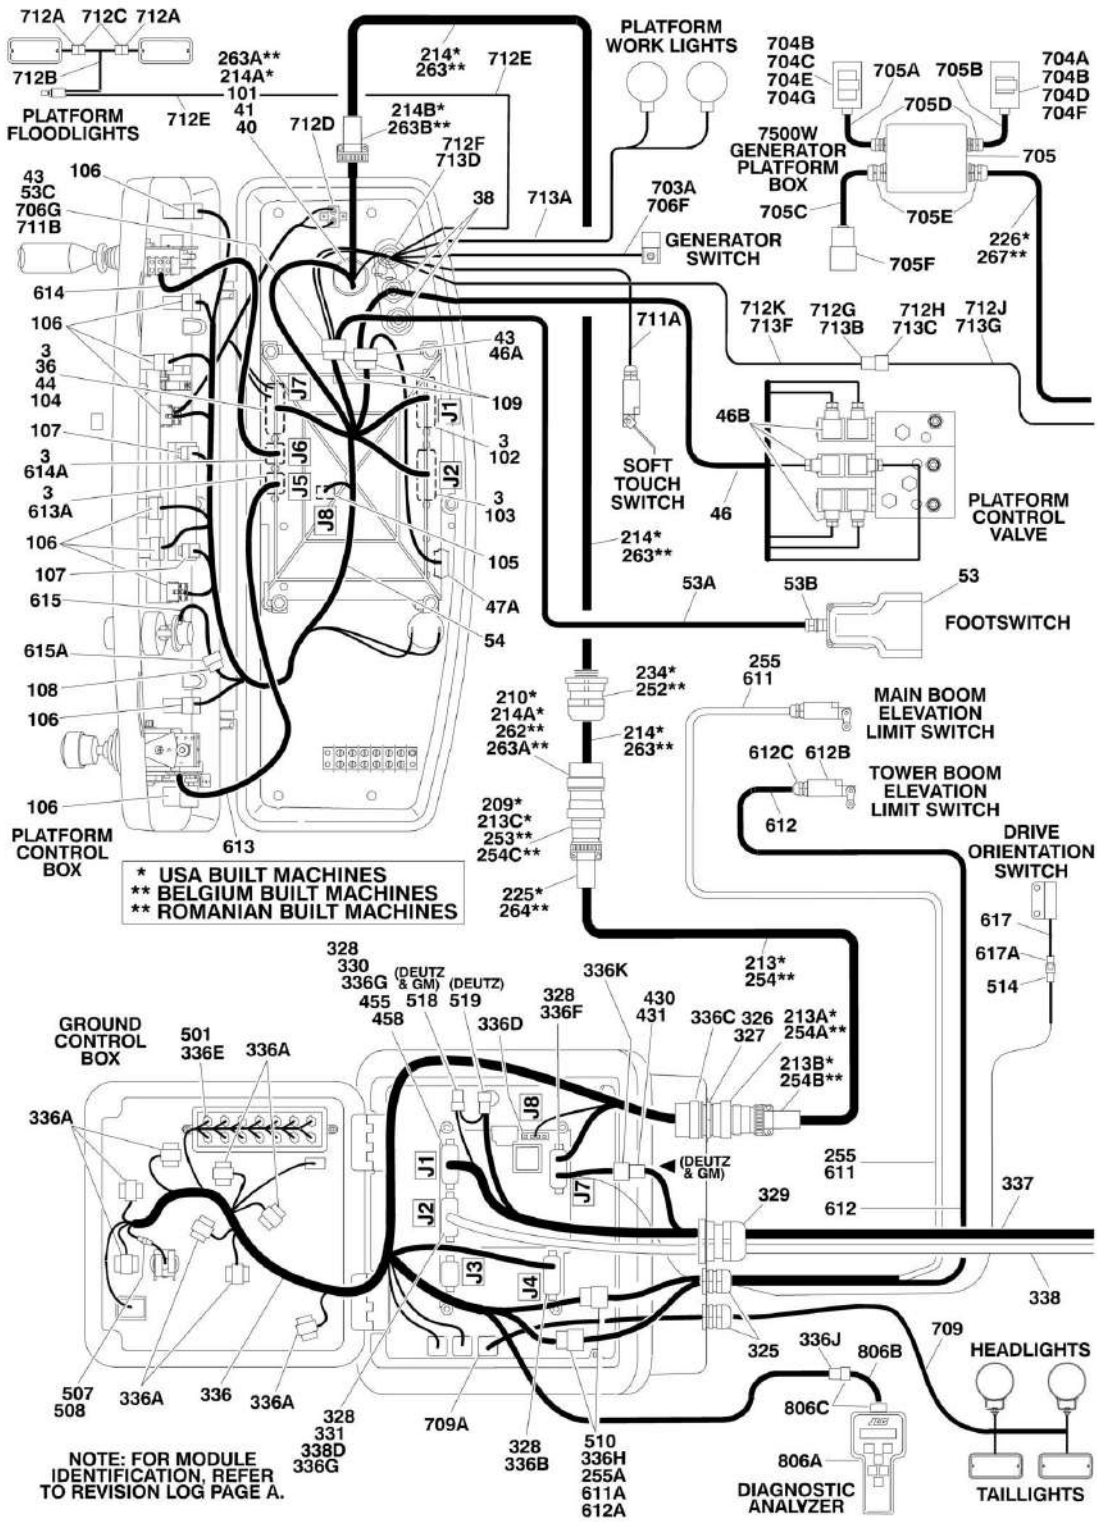 712A 712C 712A
712B
PLATFORM
FLOODLIGHTS
712E
263A**
214A*
101
41
40
712D
214*
263**
712E
214B*
263B**
712F
713D
38
PLATFORM
WORK LIGHTS
713A
703A
706F
GENERATOR
SWITCH
704B
704C
704E
704G
705A
705B
704A
704B
704D
704F
705D
7500W
GENERATOR
PLATFORM
BOX
705
705C
705E
705F
226*
267**
43
53C
706G
711B
106
614
106
3
36
44
104
107
3
614A
3
613A
106
107
615
615A
108
106
106
PLATFORM
CONTROL
BOX
613
J7
J6
J5
J8
J1
J2
43
46A
109
3
102
3
103
105
47A
54
711A
SOFT
TOUCH
SWITCH
712K
713F
712G
713B
712H
713C
712J
713G
46B
46
PLATFORM
CONTROL
VALVE
214*
263**
53A
53B
53
FOOTSWITCH
234*
252**
210*
214A*
262**
263A**
214*
263**
209*
213C*
253**
254C**
225*
264**
255
611
MAIN BOOM
ELEVATION
LIMIT SWITCH
612C 612B
TOWER BOOM
ELEVATION
LIMIT SWITCH
612
DRIVE
ORIENTATION
SWITCH
617
617A
514
* USA BUILT MACHINES
** BELGIUM BUILT MACHINES
** ROMANIAN BUILT MACHINES
213*
254**
328
330
336G
455
458
(DEUTZ
& GM)
518
(DEUTZ)
519
336D
328
336F
336K
430
431
336C
326
327
213A*
254A**
213B*
254B**
GROUND
CONTROL
BOX
501
336E
336A
336A
J8
J1
J2
J7
J3
J4
(DEUTZ
& GM)
329
255
611
612
337
338
325
709
507
508
336A
336
336A
328
331
338D
336G
709A
328
336B
510
336H
255A
611A
612A
336J
806B
806C
806A
JLG
DIAGNOSTIC
ANALYZER
HEADLIGHTS
TAILLIGHTS
NOTE: FOR MODULE
IDENTIFICATION, REFER
TO REVISION LOG PAGE A.